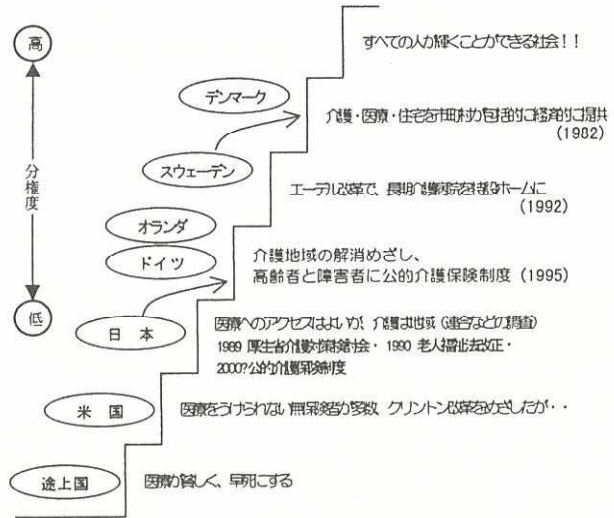 高
すべての人が輝くことができる社会！！
デンマーク
介護・医療・住宅を市町村が包括的に経済的に提供
(1982)
分権度
スウェーデン
エーデル改革で、長期介護病院を特設ホームに
(1992)
オランダ
ドイツ
介護地域の解消めざし、
高齢者と障害者に公的介護保険制度 (1995)
低
日本
医療へのアクセスはよいが、介護は地域 (連合などの調査)
1989 厚生省介護対策検討会・ 1990 老人福祉法改正・
2000?公的介護保険制度
米国
医療をうけられない無保険者が多数 クリントン改革をめざしたが・・
途上国
医療が貧しく、早死にする